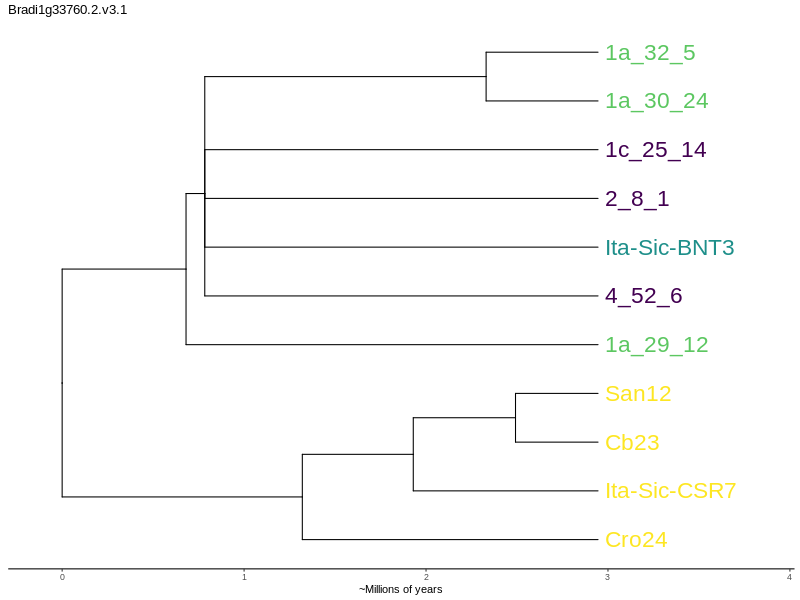 Bradi1g33760.2.v3.1
1a_32_5
1a_30_24
1c_25_14
2_8_1
Ita-Sic-BNT3
4_52_6
1a_29_12
San12
Cb23
Ita-Sic-CSR7
Cro24
0 1 2 3 4
~Millions of years